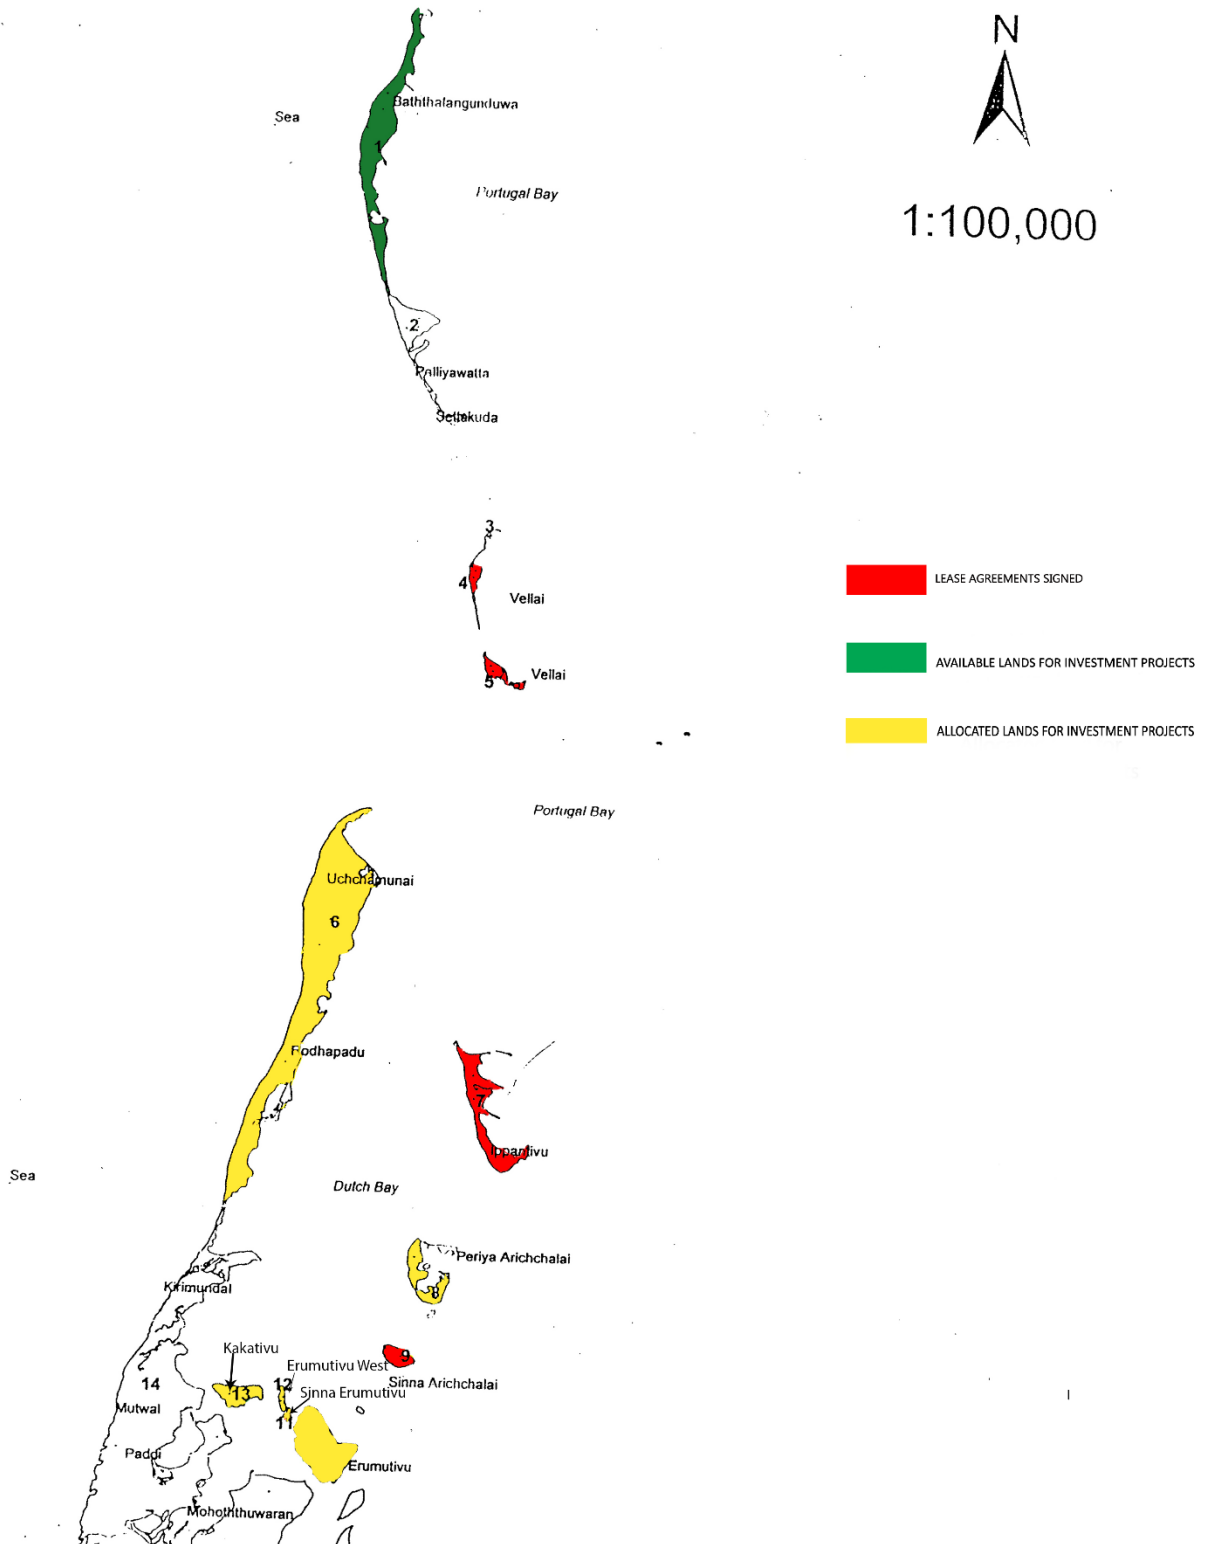 N
Baththalangunduwa
Sea
1
Portugal Bay
1:100,000
2
Palliyawatta
Settakuda
3
4
Vellai
LEASE AGREEMENTS SIGNED
5
Vellai
AVAILABLE LANDS FOR INVESTMENT PROJECTS
ALLOCATED LANDS FOR INVESTMENT PROJECTS
Portugal Bay
Uchchamunai
6
Rodhapadu
7
Ippantivu
Sea
Dutch Bay
Periya Arichchalai
Kirimundal
8
Kakativu
9
Erumutivu West
Sinna Arichchalai
14
13
12
Sinna Erumutivu
Mutwal
11
Paddi
Erumutivu
Mohoththuwaran